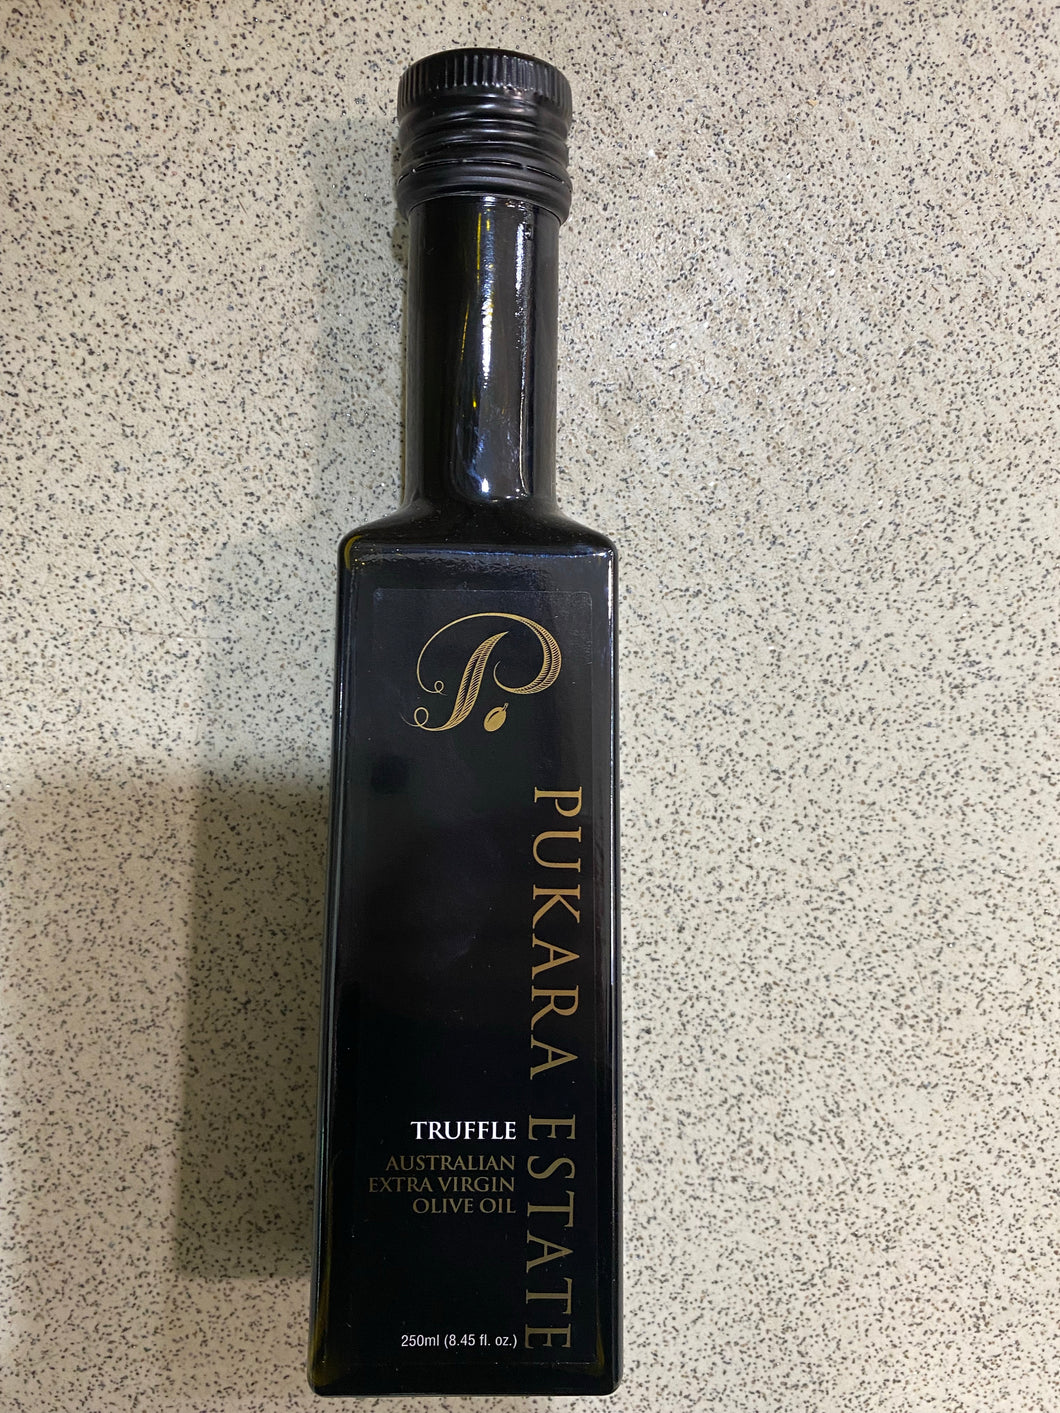 P.
PUKARA ESTATE
TRUFFLE
AUSTRALIAN
EXTRA VIRGIN
OLIVE OIL
250ml (8.45 fl. oz.)